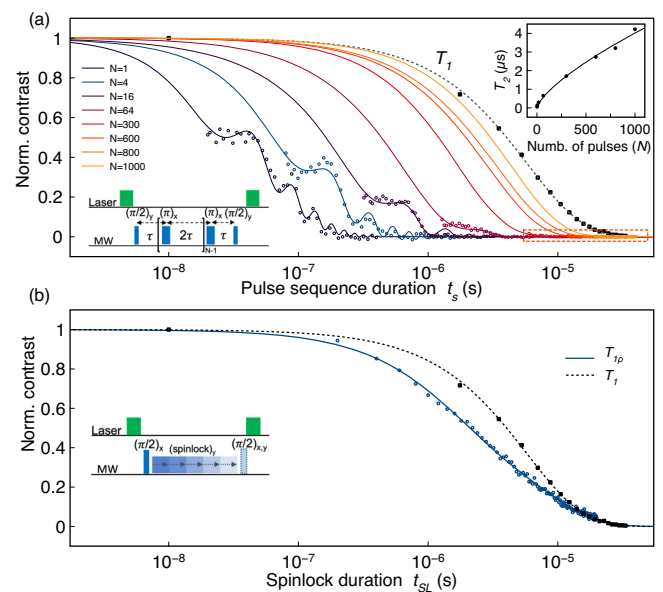 (a)
1
0.8
0.6
0.4
0.2
0
Norm. contrast
N=1
N=4
N=16
N=64
N=300
N=600
N=800
N=1000
T1
4
2
0
T2 (μs)
0 500 1000
Numb. of pulses (N)
Laser
(π/2)y (π)x (π)x (π/2)y
τ 2τ τ
N-1
MW
10⁻⁸ 10⁻⁷ 10⁻⁶ 10⁻⁵
Pulse sequence duration ts (s)
(b)
1
0.8
0.6
0.4
0.2
0
Norm. contrast
T1ρ
T1
Laser
(π/2)x (spinlock)y (π/2)x,y
MW
10⁻⁸ 10⁻⁷ 10⁻⁶ 10⁻⁵
Spinlock duration tSL (s)